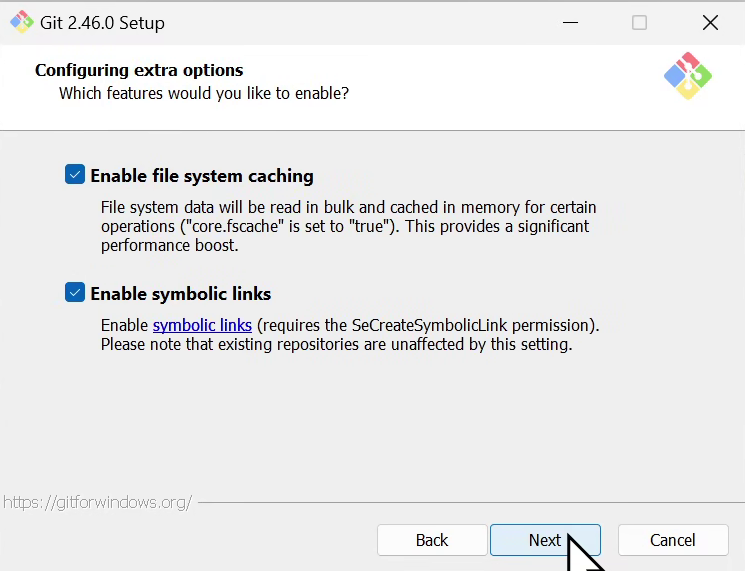 Git 2.46.0 Setup
Configuring extra options
Which features would you like to enable?
Enable file system caching
File system data will be read in bulk and cached in memory for certain
operations ("core.fscache" is set to "true"). This provides a significant
performance boost.
Enable symbolic links
Enable symbolic links (requires the SeCreateSymbolicLink permission).
Please note that existing repositories are unaffected by this setting.
https://gitforwindows.org/
Back
Next
Cancel